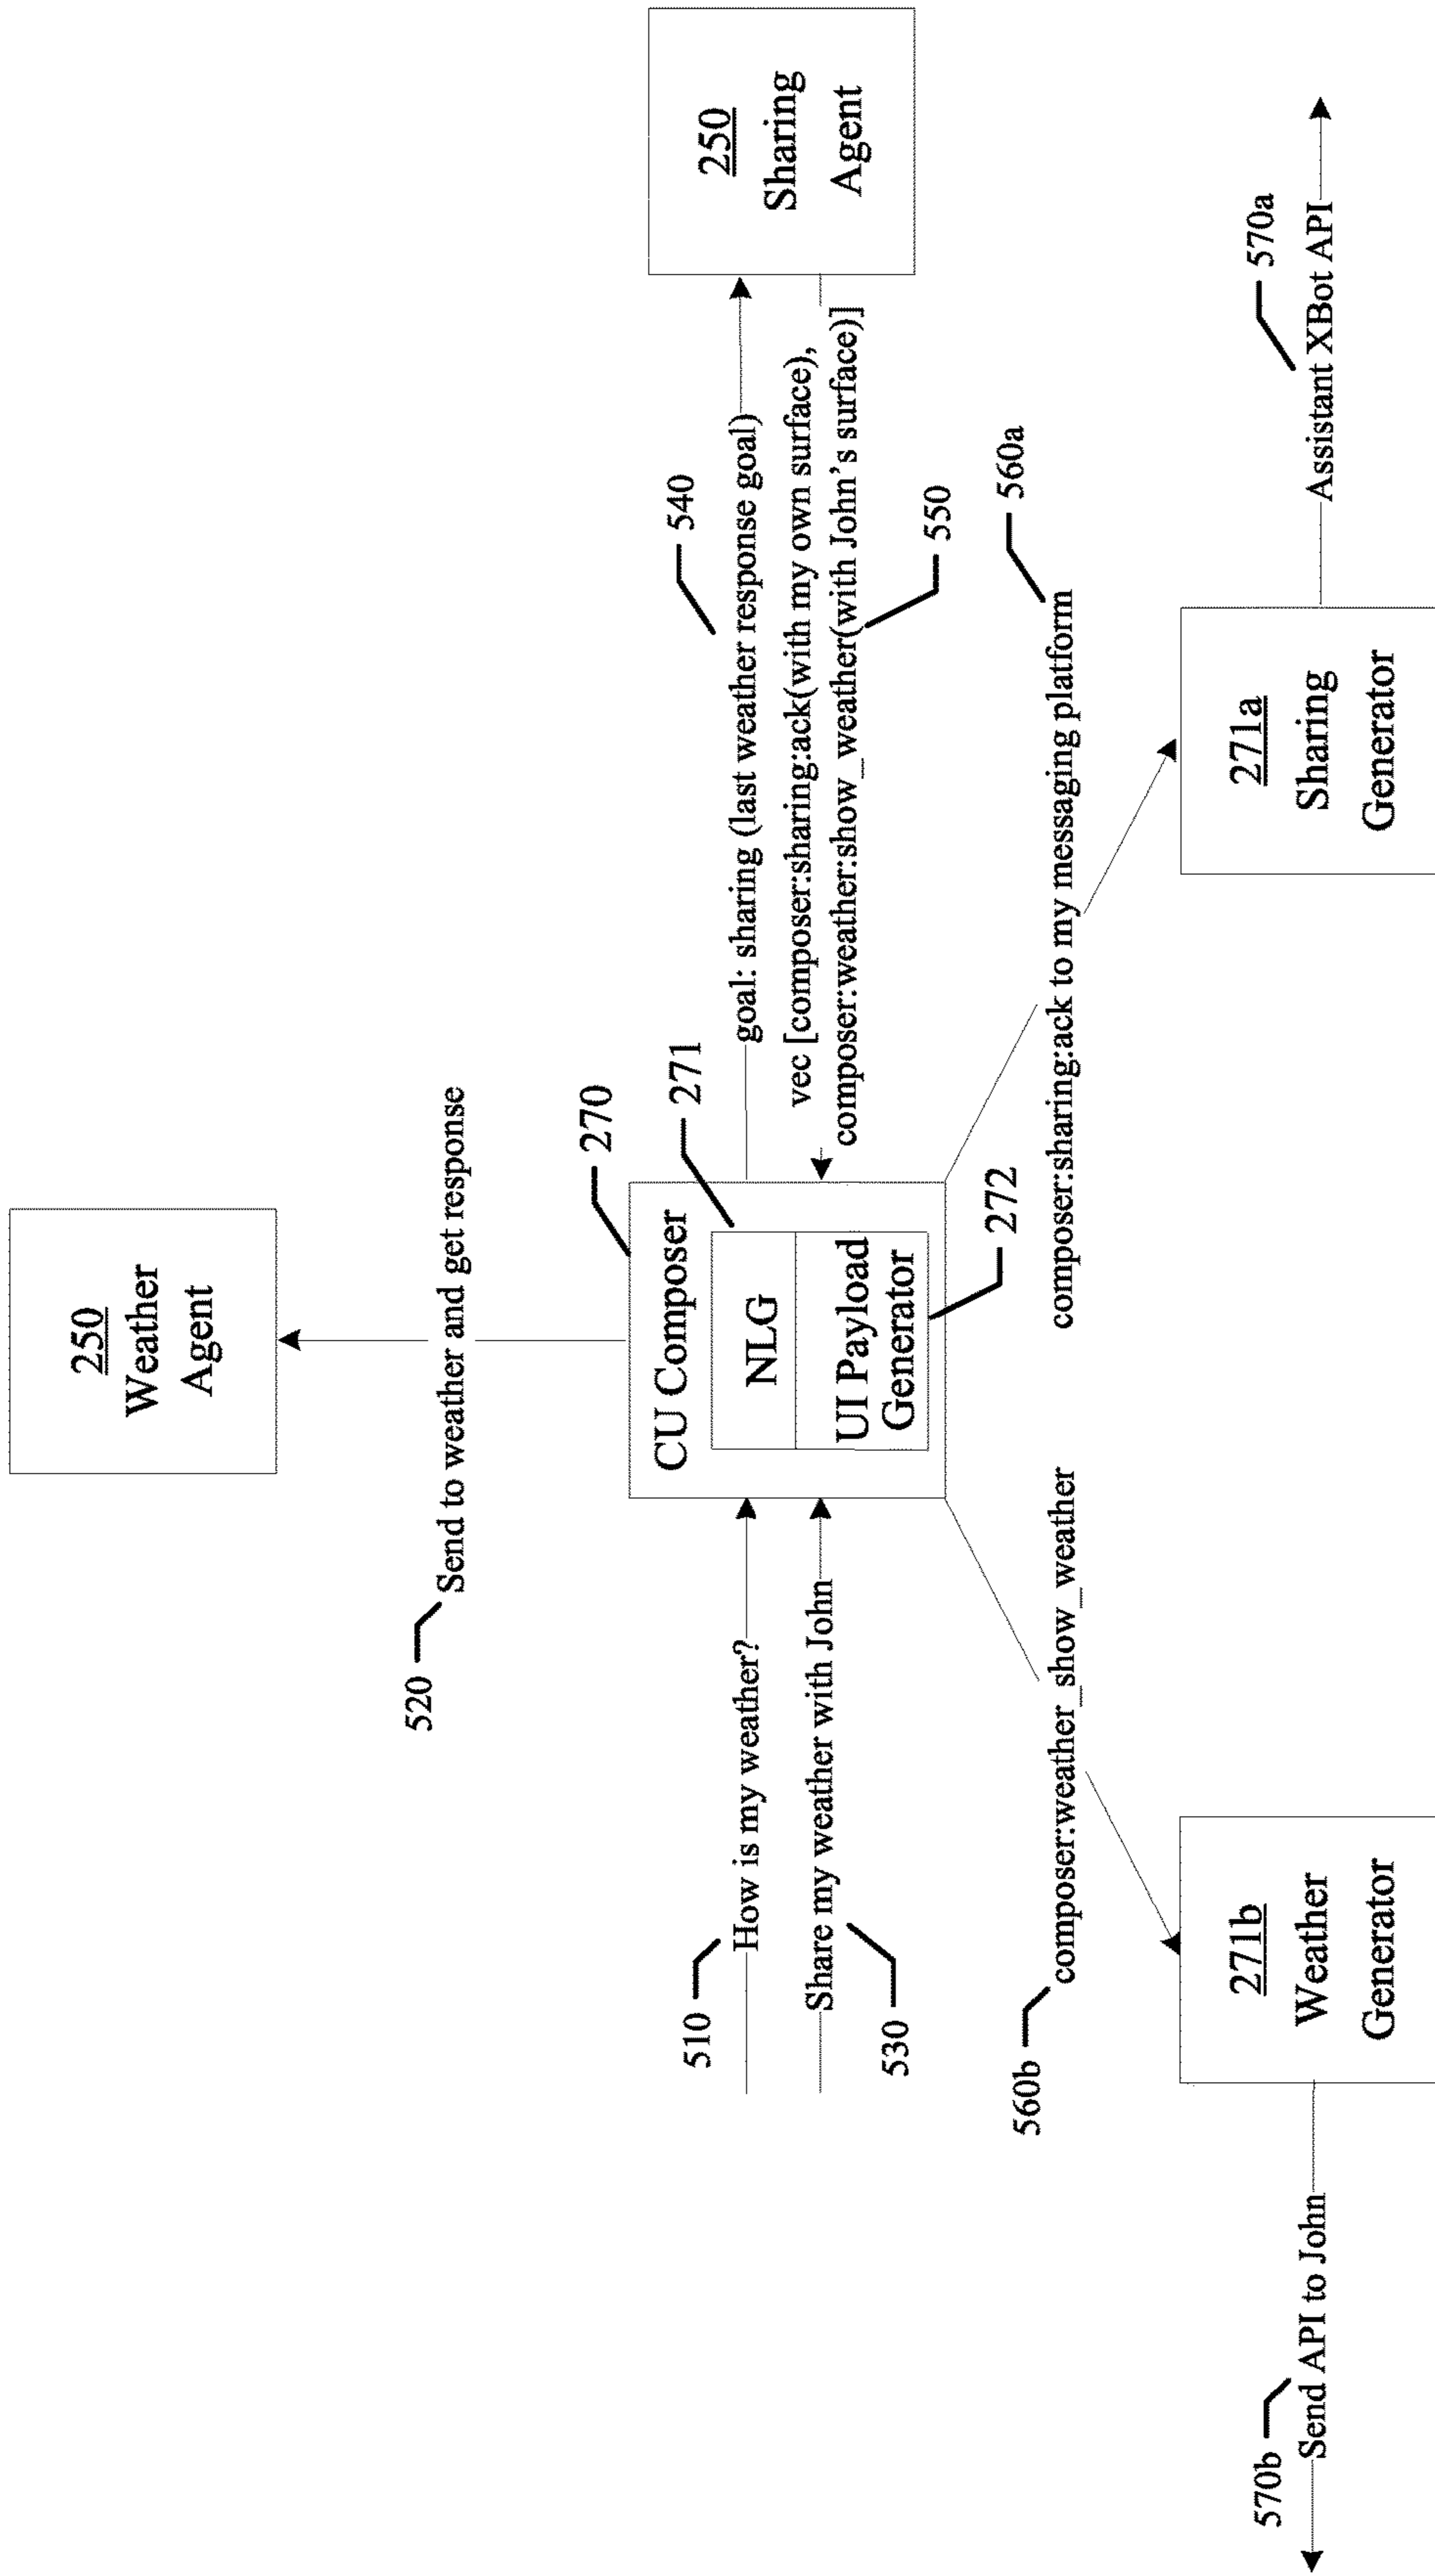 250
Weather
Agent
520
Send to weather and get response
270
CU Composer
271
NLG
UI Payload
Generator
272
510
How is my weather?
Share my weather with John
530
540
goal: sharing (last weather response goal)
vec [composer:sharing:ack(with my own surface),
composer:weather:show_weather(with John's surface)]
550
250
Sharing
Agent
560b
composer:weather_show_weather
composer:sharing:ack to my messaging platform
560a
271b
Weather
Generator
570b
Send API to John
271a
Sharing
Generator
570a
Assistant XBot API